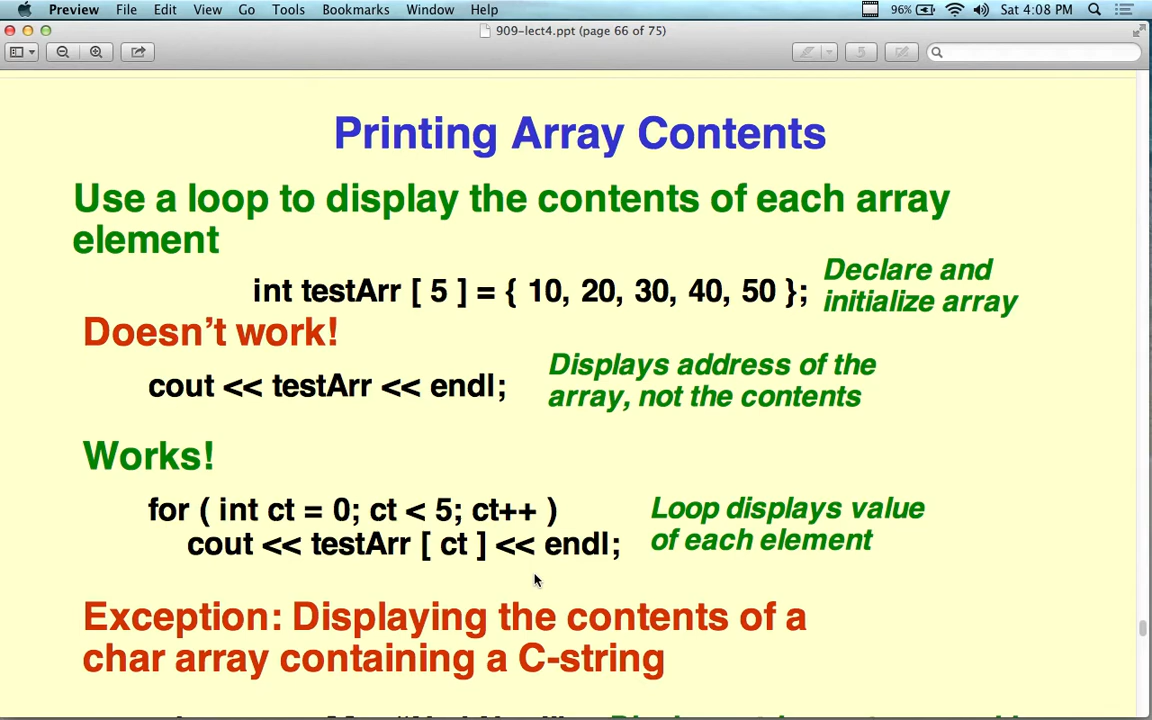 Preview File Edit View Go Tools Bookmarks Window Help 96% Sat 4:08 PM
909-lect4.ppt (page 66 of 75)
Printing Array Contents
Use a loop to display the contents of each array
element
int testArr [ 5 ] = { 10, 20, 30, 40, 50 };
Declare and
initialize array
Doesn't work!
cout << testArr << endl;
Displays address of the
array, not the contents
Works!
for ( int ct = 0; ct < 5; ct++ )
cout << testArr [ ct ] << endl;
Loop displays value
of each element
Exception: Displaying the contents of a
char array containing a C-string